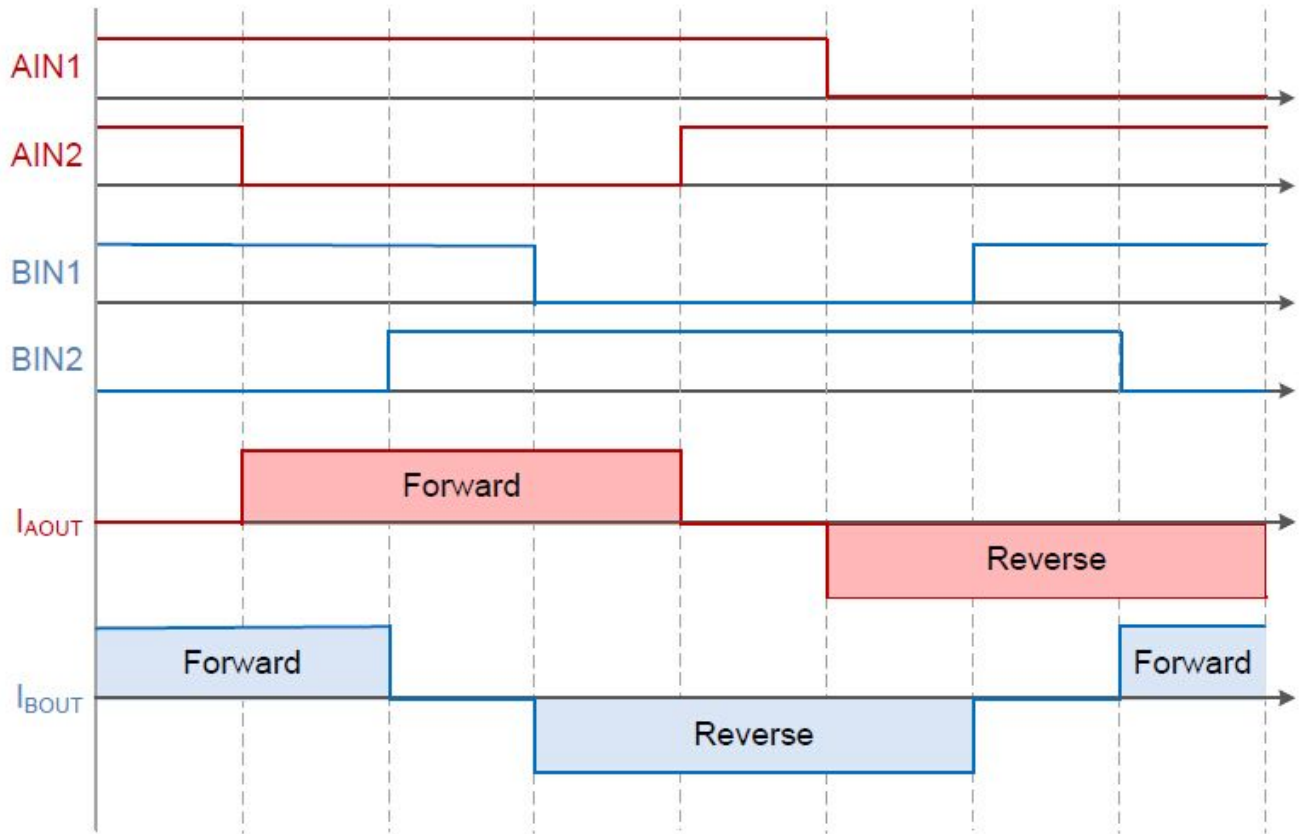 AIN1
AIN2
BIN1
BIN2
Forward
IAOUT
Reverse
Forward
Forward
IBOUT
Reverse